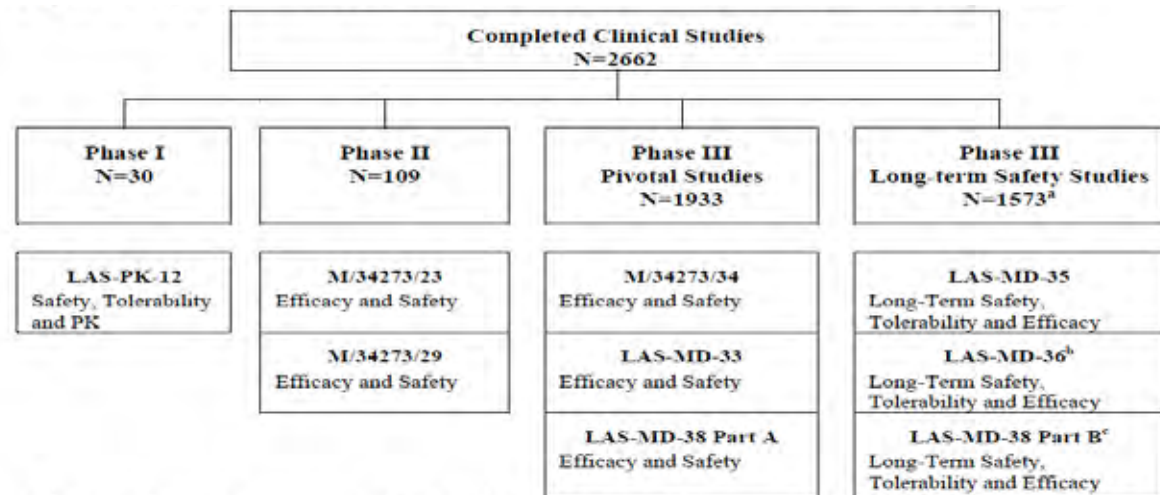 Completed Clinical Studies
N=2662
Phase I
N=30
Phase II
N=109
Phase III
Pivotal Studies
N=1933
Phase III
Long-term Safety Studies
N=1573a
LAS-PK-12
Safety, Tolerability
and PK
M/34273/23
Efficacy and Safety
M/34273/29
Efficacy and Safety
M/34273/34
Efficacy and Safety
LAS-MD-33
Efficacy and Safety
LAS-MD-38 Part A
Efficacy and Safety
LAS-MD-35
Long-Term Safety,
Tolerability and Efficacy
LAS-MD-36b
Long-Term Safety,
Tolerability and Efficacy
LAS-MD-38 Part Bc
Long-Term Safety,
Tolerability and Efficacy